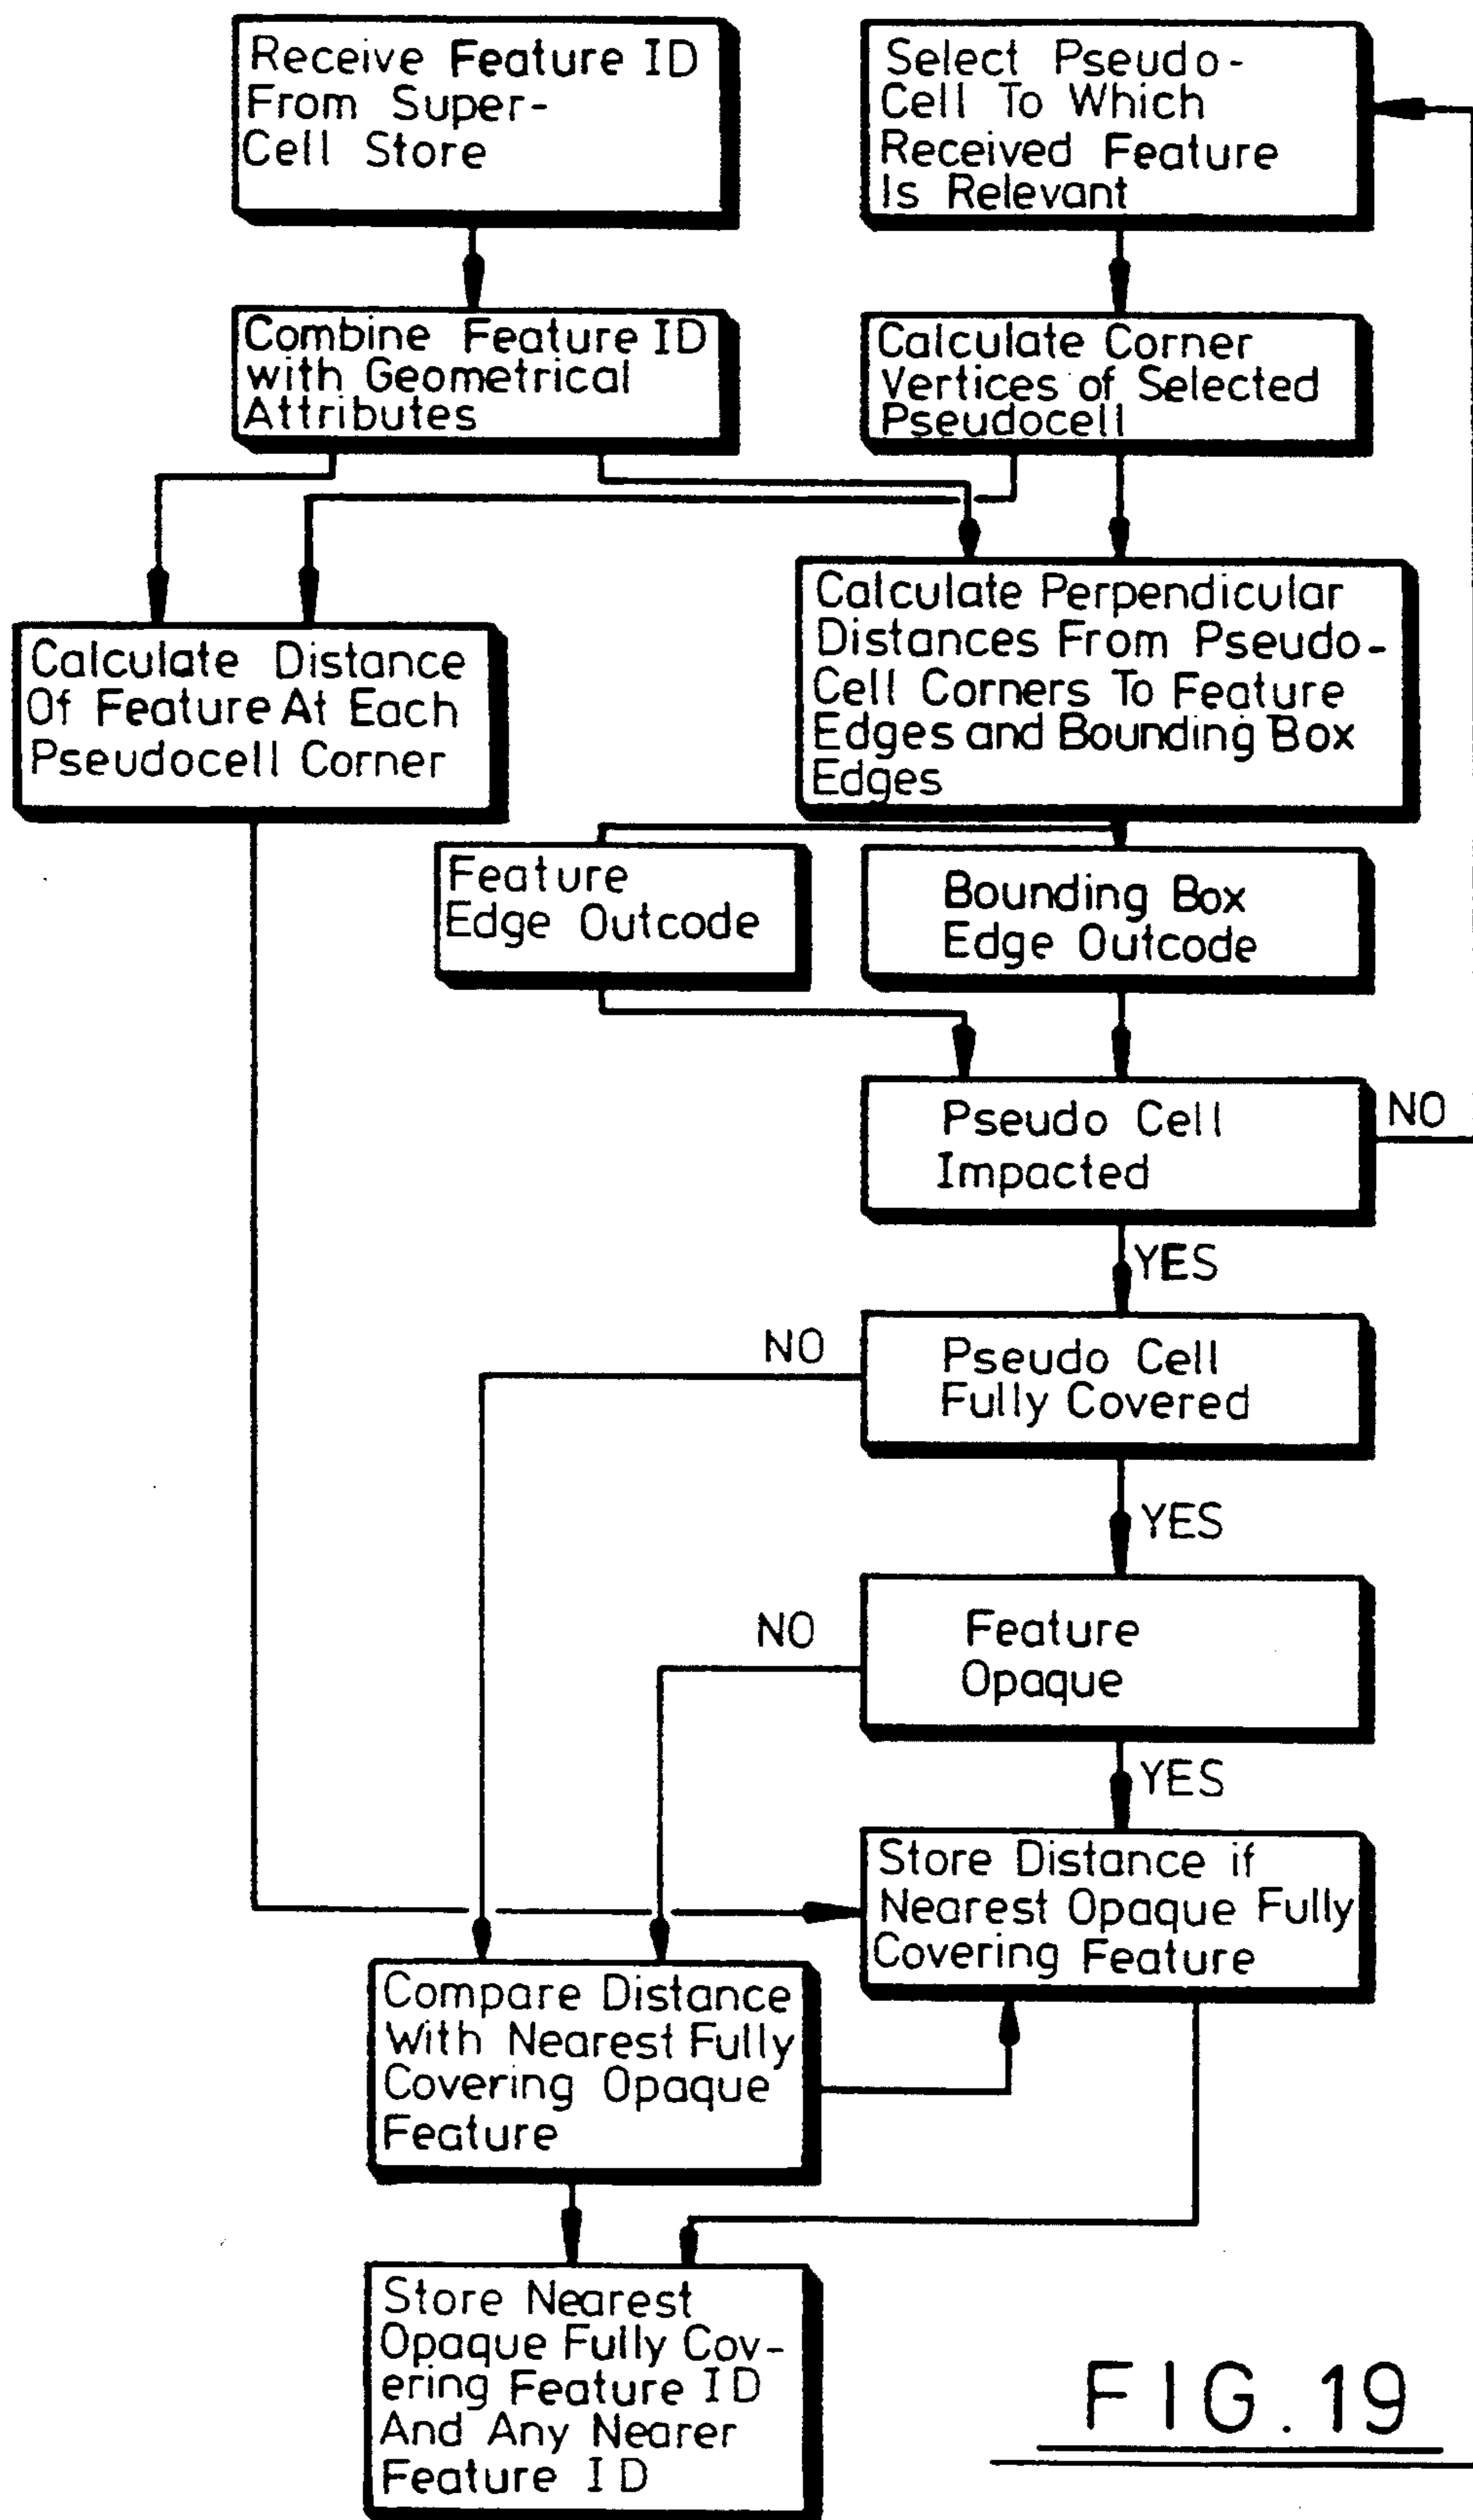 Receive Feature ID
From Super-
Cell Store
Select Pseudo-
Cell To Which
Received Feature
Is Relevant
Combine Feature ID
with Geometrical
Attributes
Calculate Corner
Vertices of Selected
Pseudocell
Calculate Distance
Of Feature At Each
Pseudocell Corner
Calculate Perpendicular
Distances From Pseudo-
Cell Corners To Feature
Edges and Bounding Box
Edges
Feature
Edge Outcode
Bounding Box
Edge Outcode
Pseudo Cell
Impacted
NO
YES
Pseudo Cell
Fully Covered
NO
YES
Feature
Opaque
NO
YES
Store Distance if
Nearest Opaque Fully
Covering Feature
Compare Distance
With Nearest Fully
Covering Opaque
Feature
Store Nearest
Opaque Fully Cov-
ering Feature ID
And Any Nearer
Feature ID
FIG.19